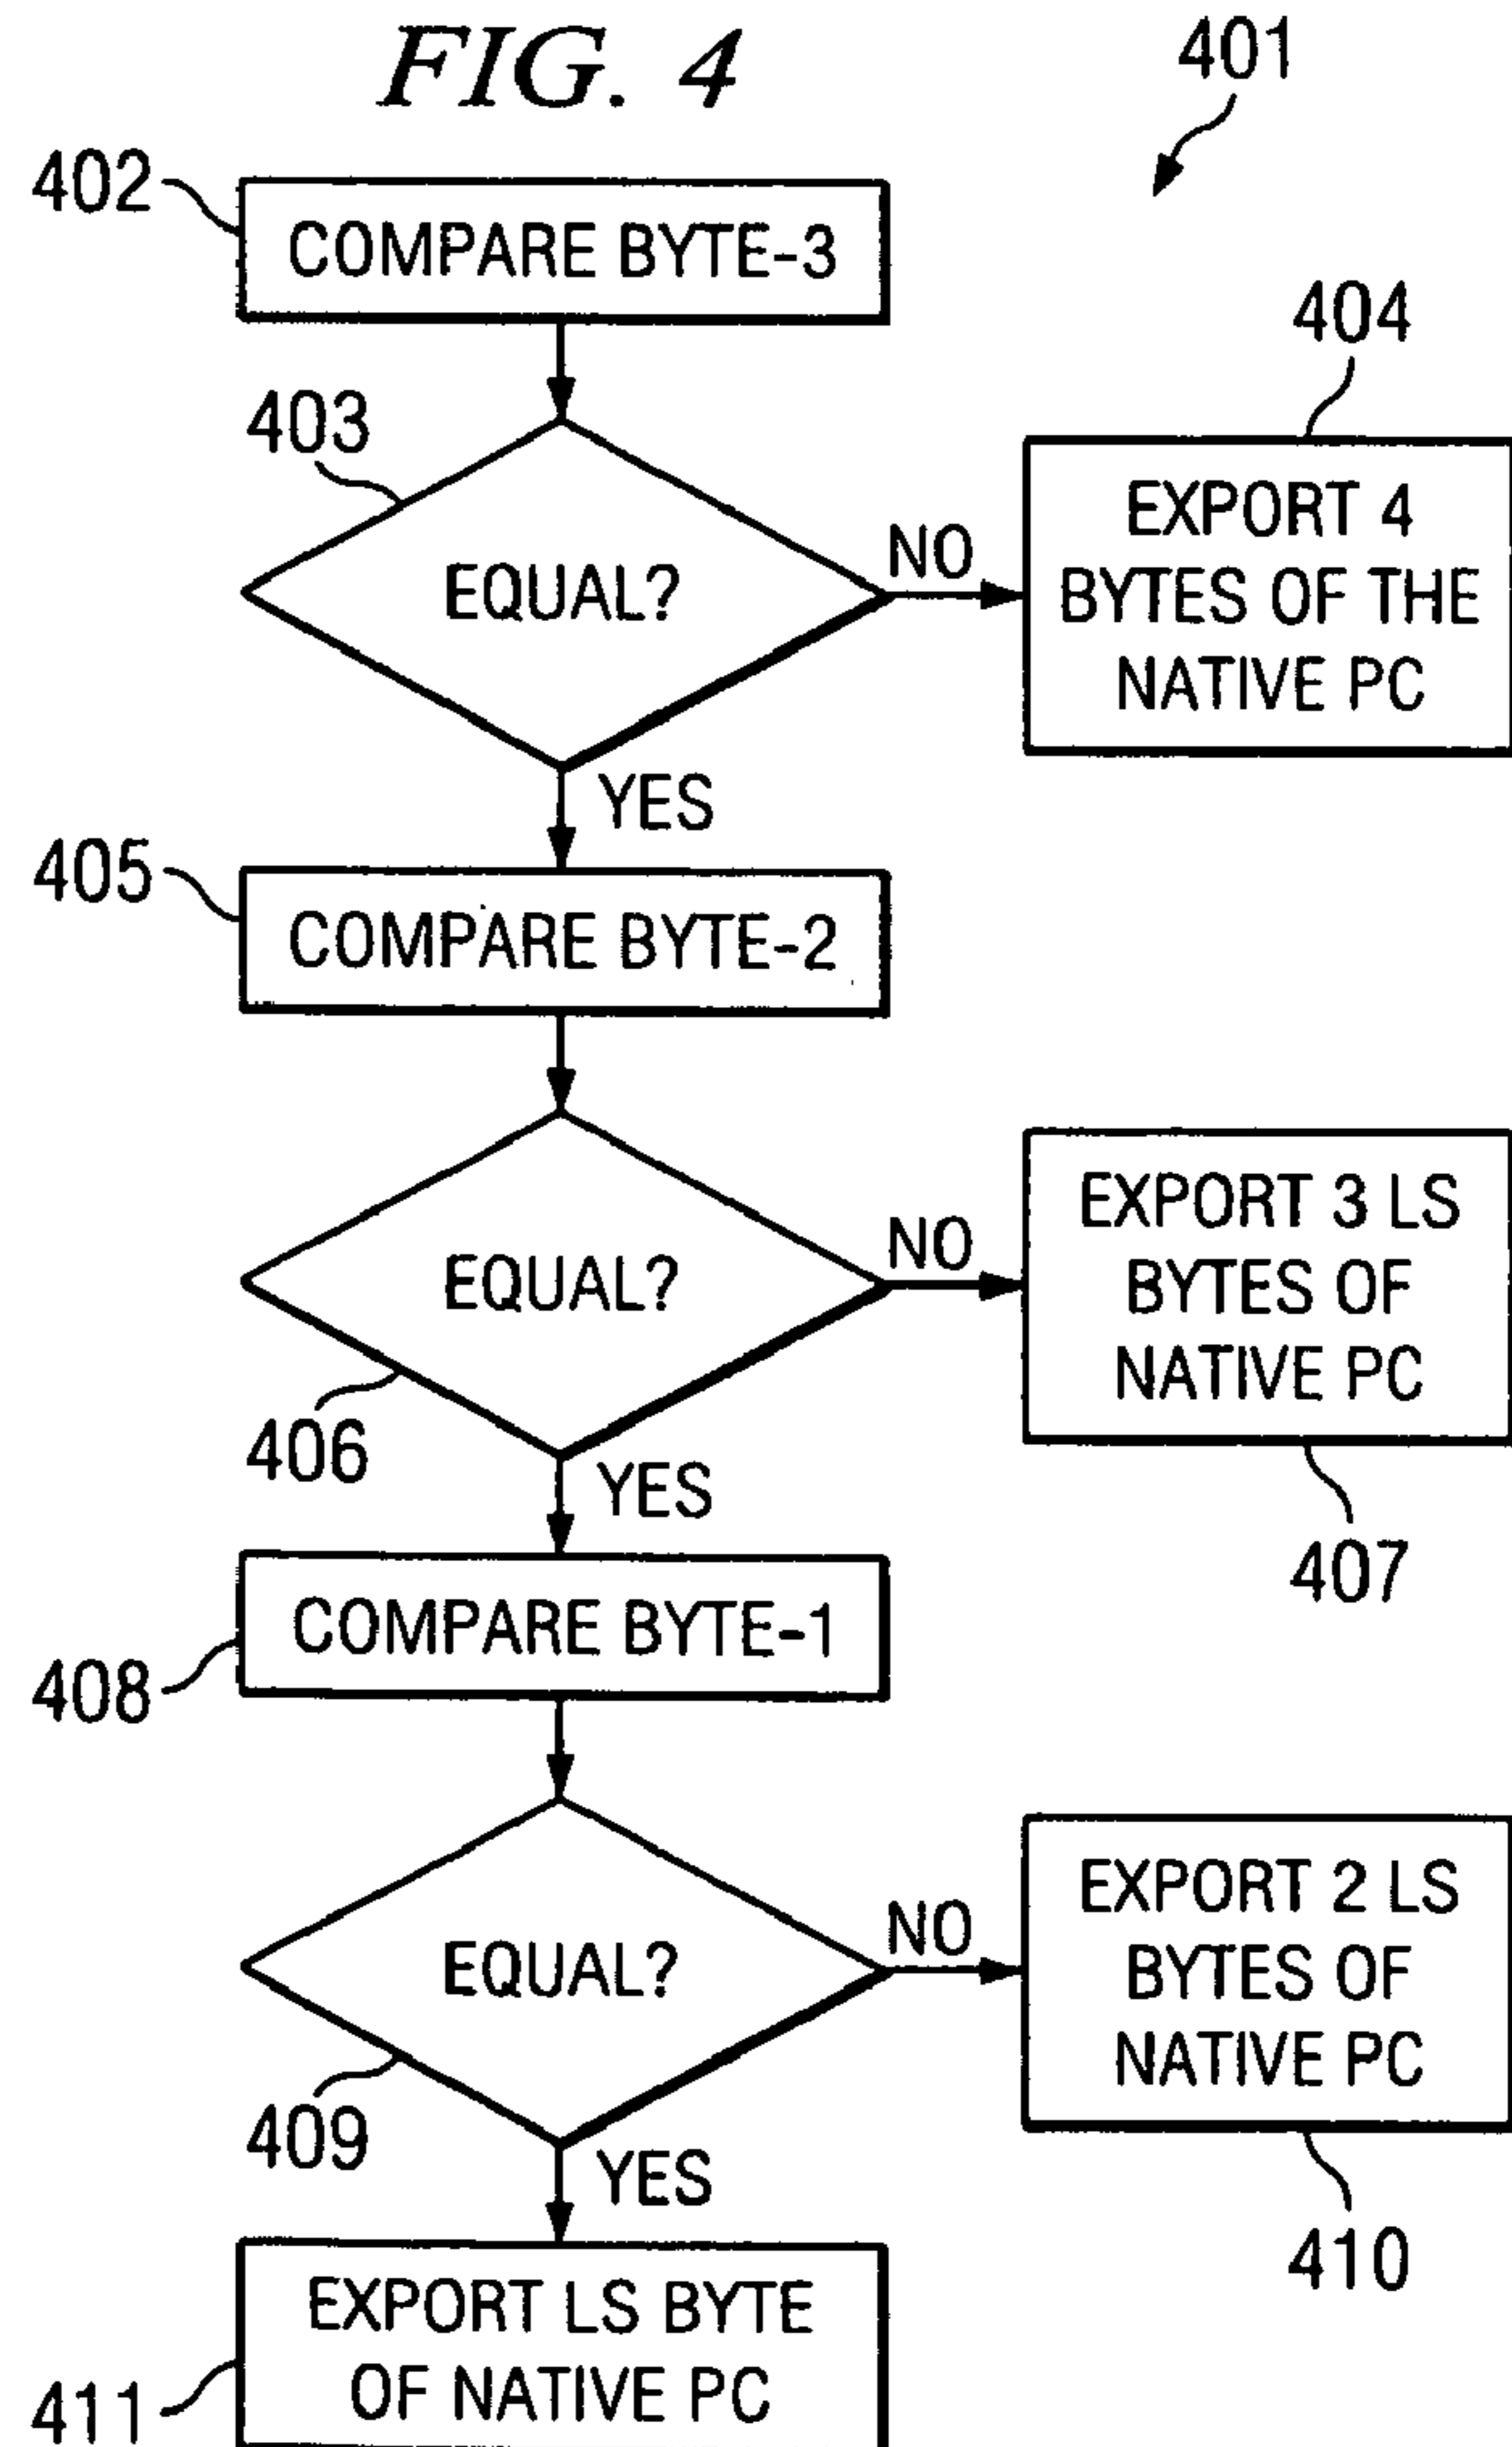 FIG. 4
401
402
COMPARE BYTE-3
403
EQUAL?
NO
404
EXPORT 4
BYTES OF THE
NATIVE PC
YES
405
COMPARE BYTE-2
EQUAL?
406
NO
EXPORT 3 LS
BYTES OF
NATIVE PC
407
YES
COMPARE BYTE-1
408
EQUAL?
409
NO
EXPORT 2 LS
BYTES OF
NATIVE PC
410
YES
EXPORT LS BYTE
OF NATIVE PC
411